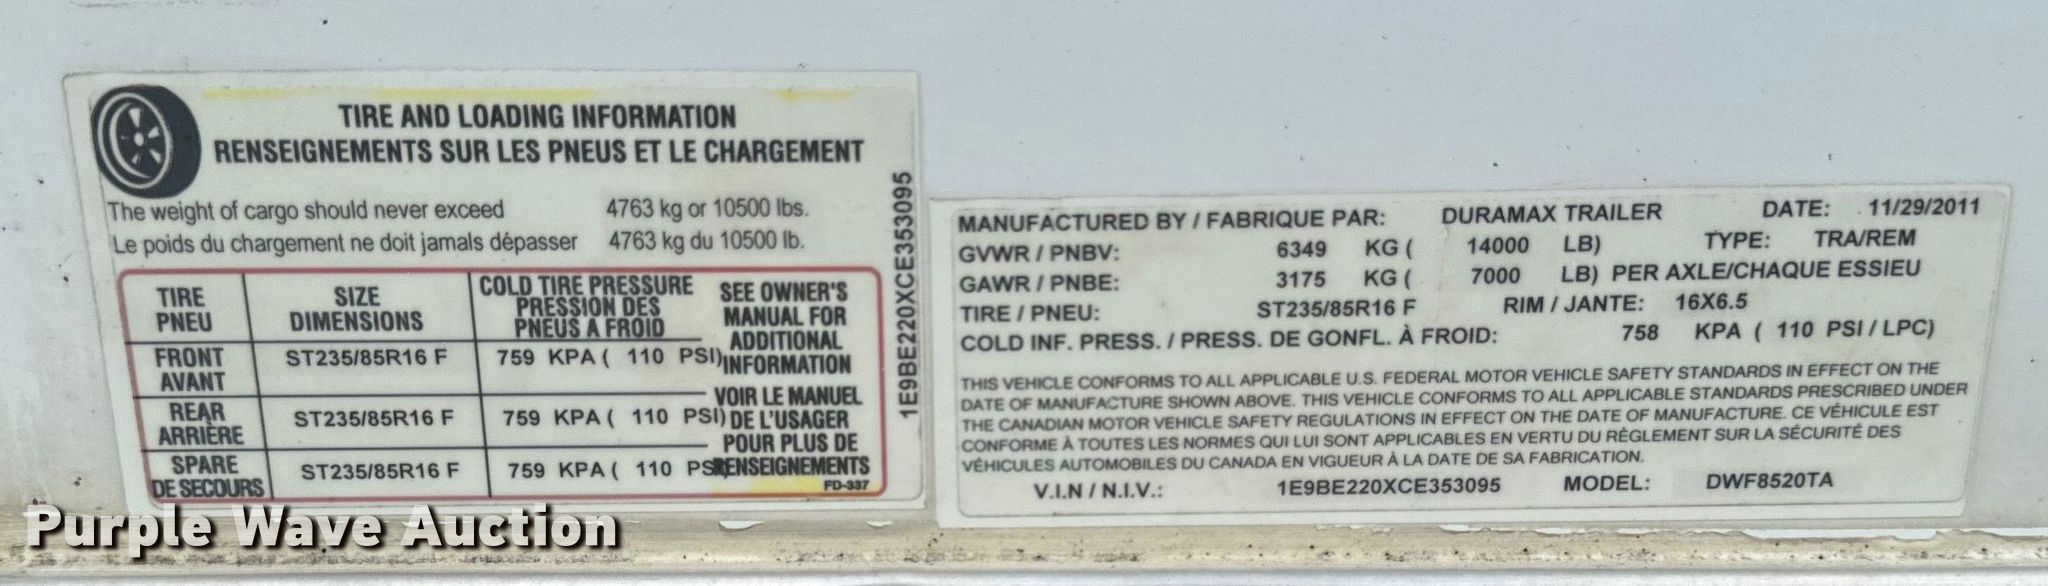 TIRE AND LOADING INFORMATION
RENSEIGNEMENTS SUR LES PNEUS ET LE CHARGEMENT
The weight of cargo should never exceed 4763 kg or 10500 lbs.
Le poids du chargement ne doit jamais dépasser 4763 kg du 10500 lb.
TIRE PNEU
SIZE DIMENSIONS
COLD TIRE PRESSURE
PRESSION DES
PNEUS A FROID
FRONT AVANT ST235/85R16 F 759 KPA ( 110 PSI)
REAR ARRIÈRE ST235/85R16 F 759 KPA ( 110 PSI)
SPARE DE SECOURS ST235/85R16 F 759 KPA ( 110 PSI)
SEE OWNER'S
MANUAL FOR
ADDITIONAL
INFORMATION
VOIR LE MANUEL
DE L'USAGER
POUR PLUS DE
RENSEIGNEMENTS
FD-337
1E9BE220XCE353095
MANUFACTURED BY / FABRIQUE PAR: DURAMAX TRAILER DATE: 11/29/2011
GVWR / PNBV: 6349 KG ( 14000 LB) TYPE: TRA/REM
GAWR / PNBE: 3175 KG ( 7000 LB) PER AXLE/CHAQUE ESSIEU
TIRE / PNEU: ST235/85R16 F RIM / JANTE: 16X6.5
COLD INF. PRESS. / PRESS. DE GONFL. À FROID: 758 KPA ( 110 PSI / LPC)
THIS VEHICLE CONFORMS TO ALL APPLICABLE U.S. FEDERAL MOTOR VEHICLE SAFETY STANDARDS IN EFFECT ON THE
DATE OF MANUFACTURE SHOWN ABOVE. THIS VEHICLE CONFORMS TO ALL APPLICABLE STANDARDS PRESCRIBED UNDER
THE CANADIAN MOTOR VEHICLE SAFETY REGULATIONS IN EFFECT ON THE DATE OF MANUFACTURE. CE VÉHICULE EST
CONFORME À TOUTES LES NORMES QUI LUI SONT APPLICABLES EN VERTU DU RÈGLEMENT SUR LA SÉCURITÉ DES
VÉHICULES AUTOMOBILES DU CANADA EN VIGUEUR À LA DATE DE SA FABRICATION.
V.I.N / N.I.V.: 1E9BE220XCE353095 MODEL: DWF8520TA
Purple Wave Auction